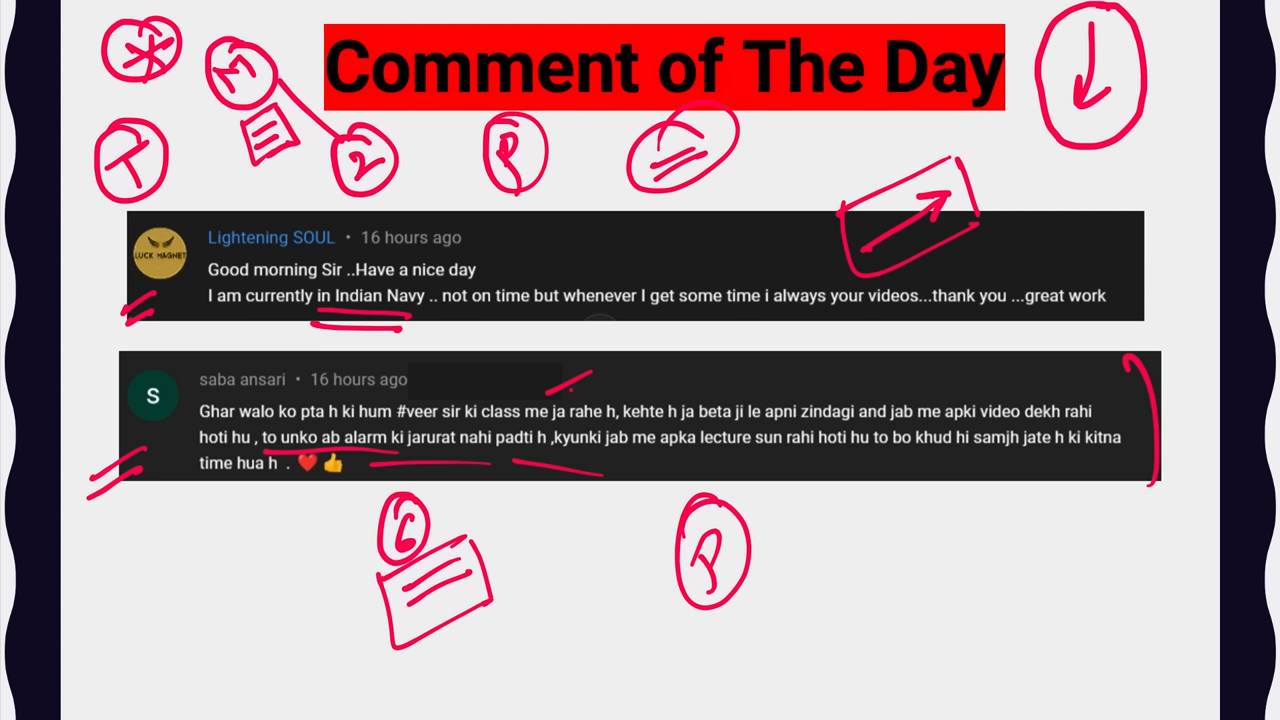 Comment of The Day
T
2
P
LUCK MAGNET
Lightening SOUL • 16 hours ago
Good morning Sir ..Have a nice day
I am currently in Indian Navy .. not on time but whenever I get some time i always your videos...thank you ...great work
S
saba ansari • 16 hours ago
Ghar walo ko pta h ki hum #veer sir ki class me ja rahe h, kehte h ja beta ji le apni zindagi and jab me apki video dekh rahi
hoti hu , to unko ab alarm ki jarurat nahi padti h ,kyunki jab me apka lecture sun rahi hoti hu to bo khud hi samjh jate h ki kitna
time hua h . ❤️👍
6
P